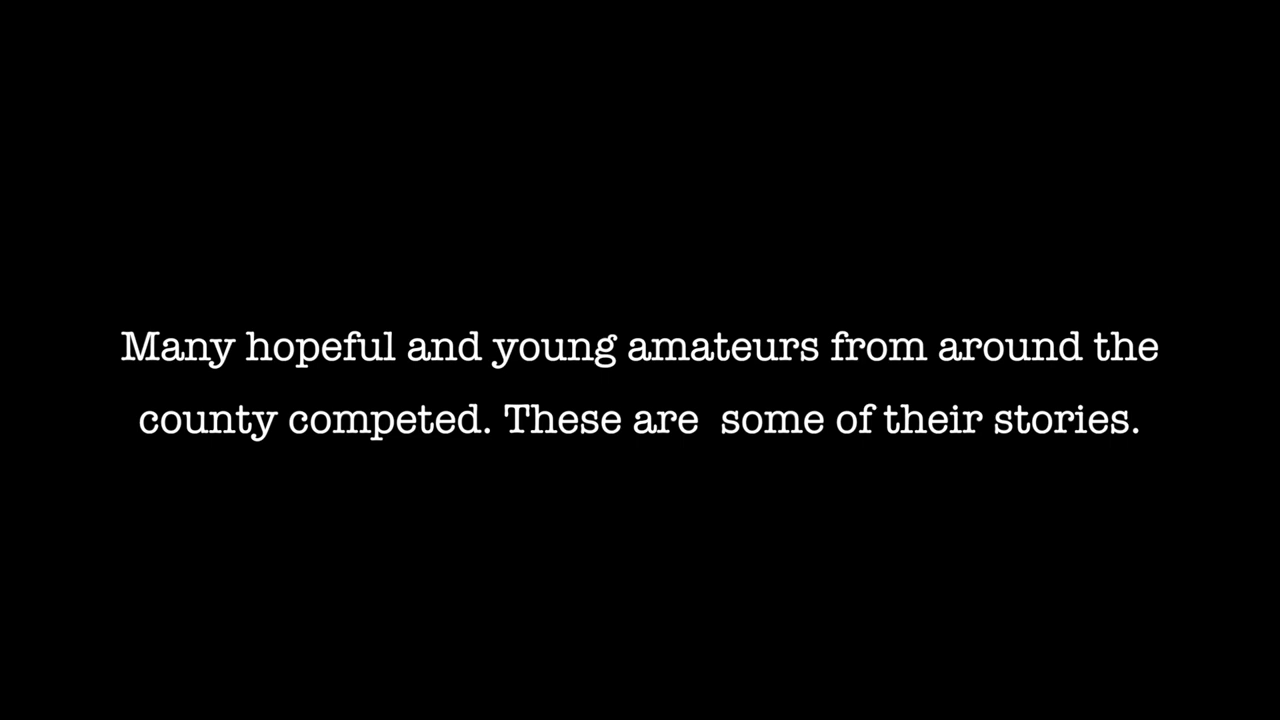 Many hopeful and young amateurs from around the
county competed. These are  some of their stories.